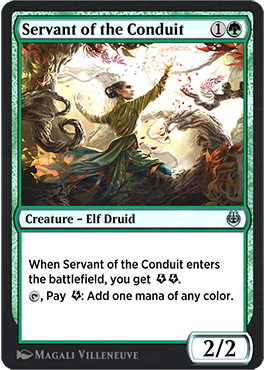 Servant of the Conduit 1
Creature – Elf Druid
When Servant of the Conduit enters
the battlefield, you get .
, Pay : Add one mana of any color.
MAGALI VILLENEUVE
2/2